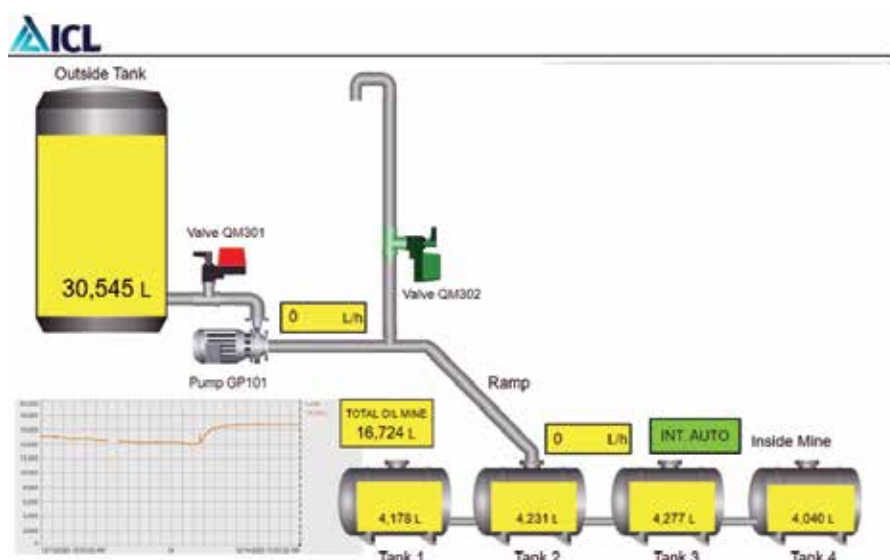 ICL
Outside Tank
Valve QM301
30,545 L
Valve QM302
0 L/h
Pump GP101
Ramp
TOTAL OIL MINE
16,724 L
0 L/h
INT. AUTO
Inside Mine
4,178 L
4,231 L
4,277 L
4,040 L
Tank 1
Tank 2
Tank 3
Tank 4